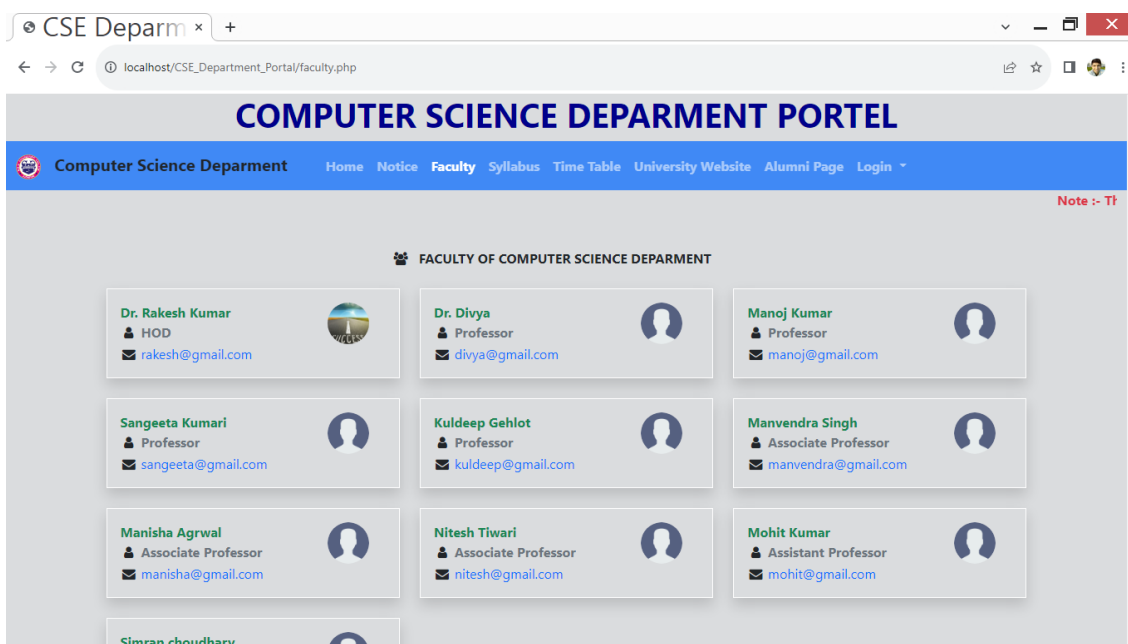 CSE Deparm
localhost/CSE_Department_Portal/faculty.php
COMPUTER SCIENCE DEPARMENT PORTEL
Computer Science Deparment Home Notice Faculty Syllabus Time Table University Website Alumni Page Login
Note :- Th
FACULTY OF COMPUTER SCIENCE DEPARMENT
Dr. Rakesh Kumar
HOD
rakesh@gmail.com
Dr. Divya
Professor
divya@gmail.com
Manoj Kumar
Professor
manoj@gmail.com
Sangeeta Kumari
Professor
sangeeta@gmail.com
Kuldeep Gehlot
Professor
kuldeep@gmail.com
Manvendra Singh
Associate Professor
manvendra@gmail.com
Manisha Agrwal
Associate Professor
manisha@gmail.com
Nitesh Tiwari
Associate Professor
nitesh@gmail.com
Mohit Kumar
Assistant Professor
mohit@gmail.com
Simran choudhary